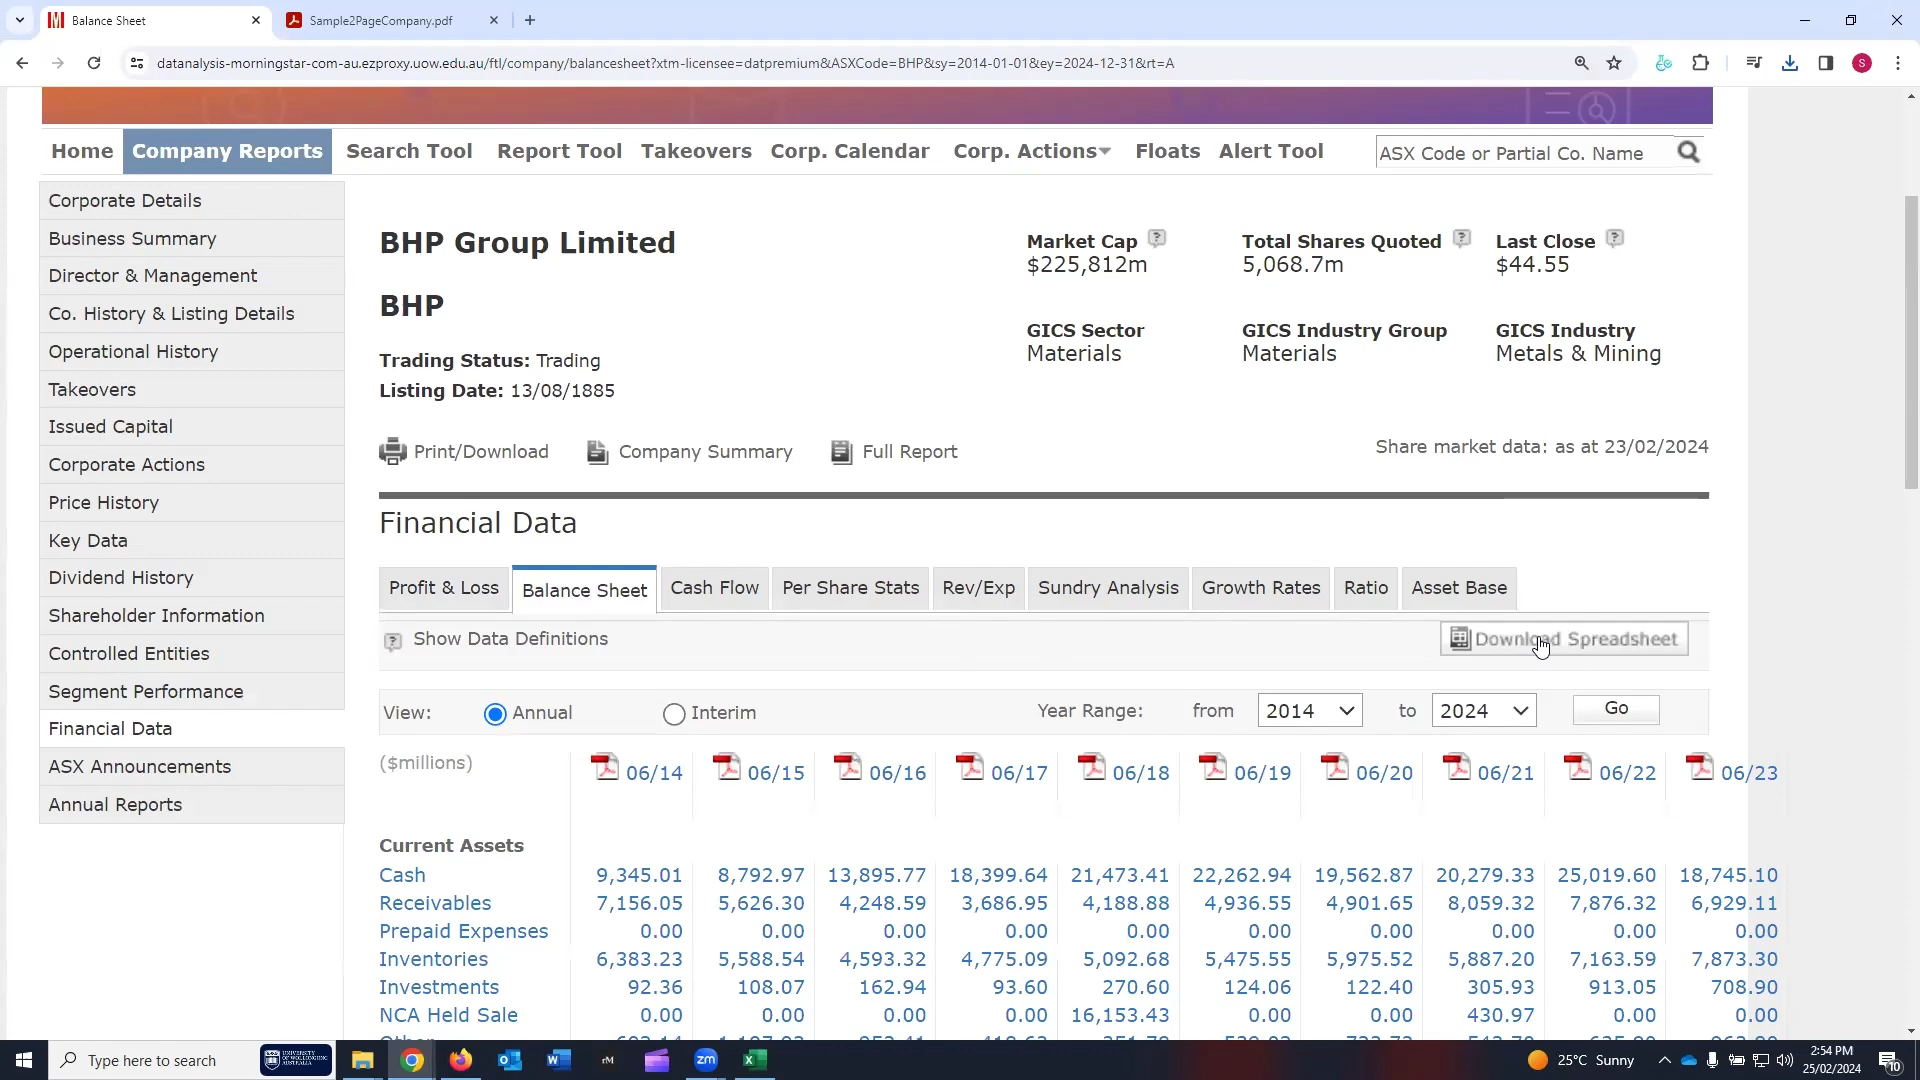 Balance Sheet
Sample2PageCompany.pdf
datanalysis-morningstar-com-au.ezproxy.uow.edu.au/ftl/company/balancesheet?xtm-licensee=datpremium&ASXCode=BHP&sy=2014-01-01&ey=2024-12-31&rt=A
S
Home Company Reports Search Tool Report Tool Takeovers Corp. Calendar Corp. Actions Floats Alert Tool ASX Code or Partial Co. Name
Corporate Details
Business Summary
Director & Management
Co. History & Listing Details
Operational History
Takeovers
Issued Capital
Corporate Actions
Price History
Key Data
Dividend History
Shareholder Information
Controlled Entities
Segment Performance
Financial Data
ASX Announcements
Annual Reports
BHP Group Limited
BHP
Trading Status: Trading
Listing Date: 13/08/1885
Market Cap ? Total Shares Quoted ? Last Close ?
$225,812m 5,068.7m $44.55
GICS Sector GICS Industry Group GICS Industry
Materials Materials Metals & Mining
Print/Download Company Summary Full Report Share market data: as at 23/02/2024
Financial Data
Profit & Loss Balance Sheet Cash Flow Per Share Stats Rev/Exp Sundry Analysis Growth Rates Ratio Asset Base
? Show Data Definitions Download Spreadsheet
View: Annual Interim Year Range: from 2014 to 2024 Go
($millions) 06/14 06/15 06/16 06/17 06/18 06/19 06/20 06/21 06/22 06/23
Current Assets
Cash 9,345.01 8,792.97 13,895.77 18,399.64 21,473.41 22,262.94 19,562.87 20,279.33 25,019.60 18,745.10
Receivables 7,156.05 5,626.30 4,248.59 3,686.95 4,188.88 4,936.55 4,901.65 8,059.32 7,876.32 6,929.11
Prepaid Expenses 0.00 0.00 0.00 0.00 0.00 0.00 0.00 0.00 0.00 0.00
Inventories 6,383.23 5,588.54 4,593.32 4,775.09 5,092.68 5,475.55 5,975.52 5,887.20 7,163.59 7,873.30
Investments 92.36 108.07 162.94 93.60 270.60 124.06 122.40 305.93 913.05 708.90
NCA Held Sale 0.00 0.00 0.00 0.00 16,153.43 0.00 0.00 430.97 0.00 0.00
Type here to search
UNIVERSITY OF WOLLONGONG AUSTRALIA
rM
zm
25°C Sunny
2:54 PM
25/02/2024
10